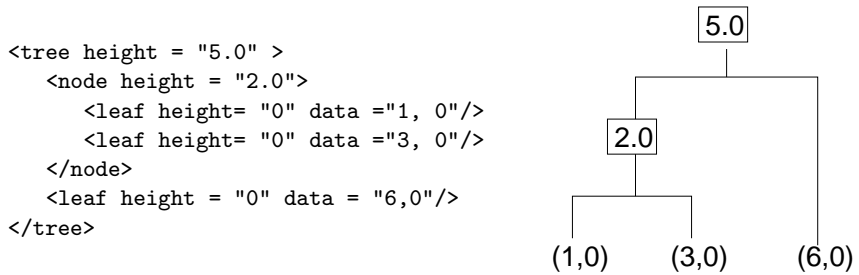 <tree height = "5.0" >
<node height = "2.0">
<leaf height= "0" data ="1, 0"/>
<leaf height= "0" data ="3, 0"/>
</node>
<leaf height = "0" data = "6,0"/>
</tree>
5.0
2.0
(1,0) (3,0) (6,0)